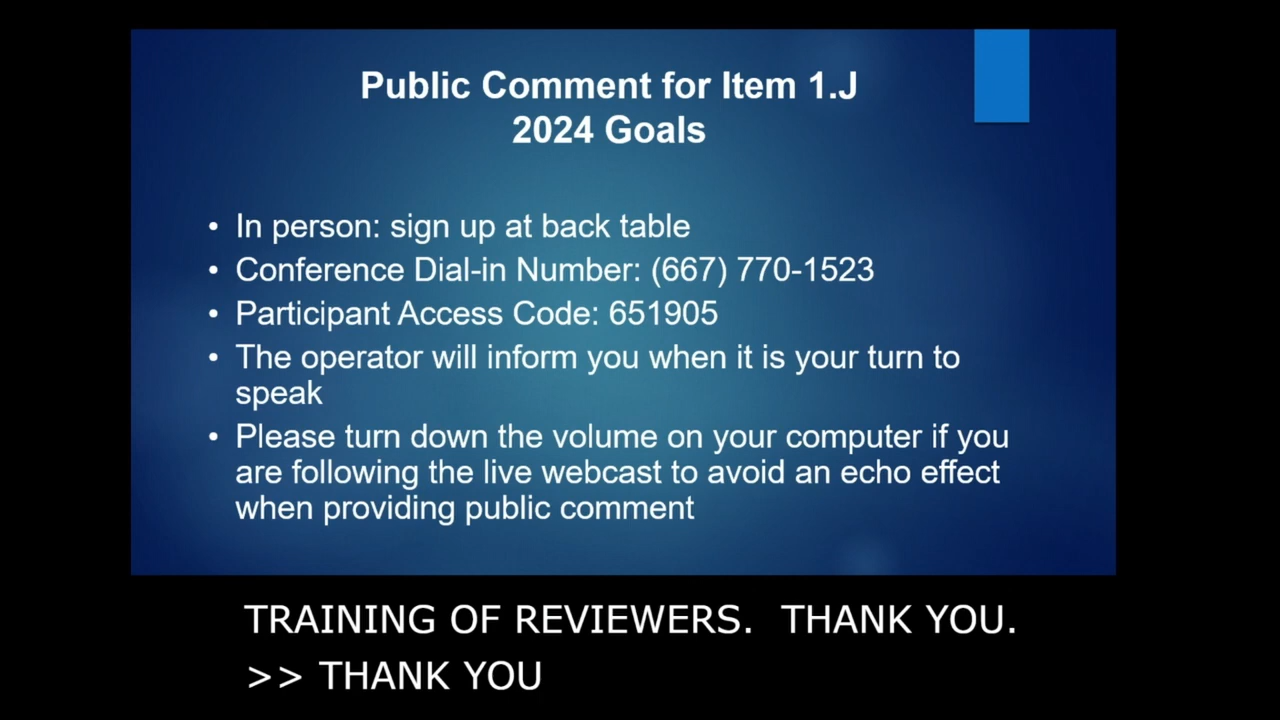 Public Comment for Item 1.J
2024 Goals
• In person: sign up at back table
• Conference Dial-in Number: (667) 770-1523
• Participant Access Code: 651905
• The operator will inform you when it is your turn to
speak
• Please turn down the volume on your computer if you
are following the live webcast to avoid an echo effect
when providing public comment
TRAINING OF REVIEWERS.  THANK YOU.
>> THANK YOU